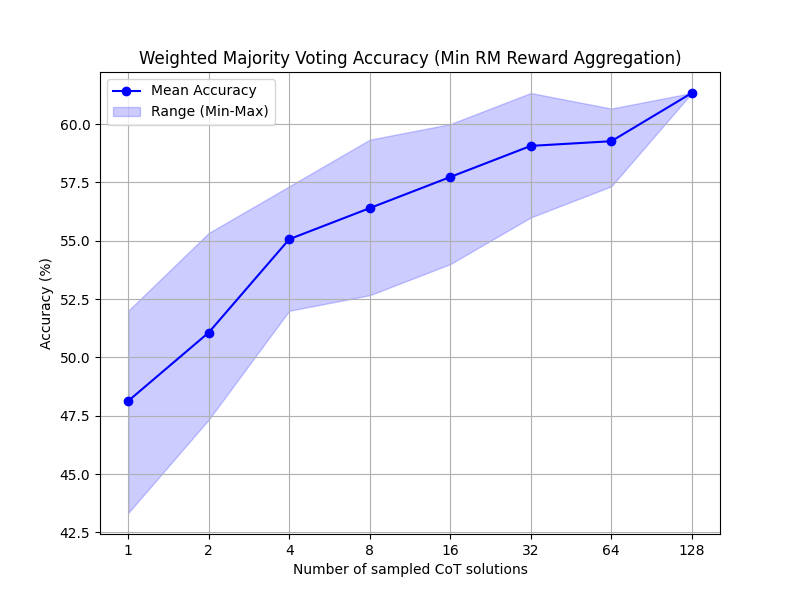 Weighted Majority Voting Accuracy (Min RM Reward Aggregation)
Mean Accuracy
Range (Min-Max)
Accuracy (%)
60.0
57.5
55.0
52.5
50.0
47.5
45.0
42.5
1 2 4 8 16 32 64 128
Number of sampled CoT solutions